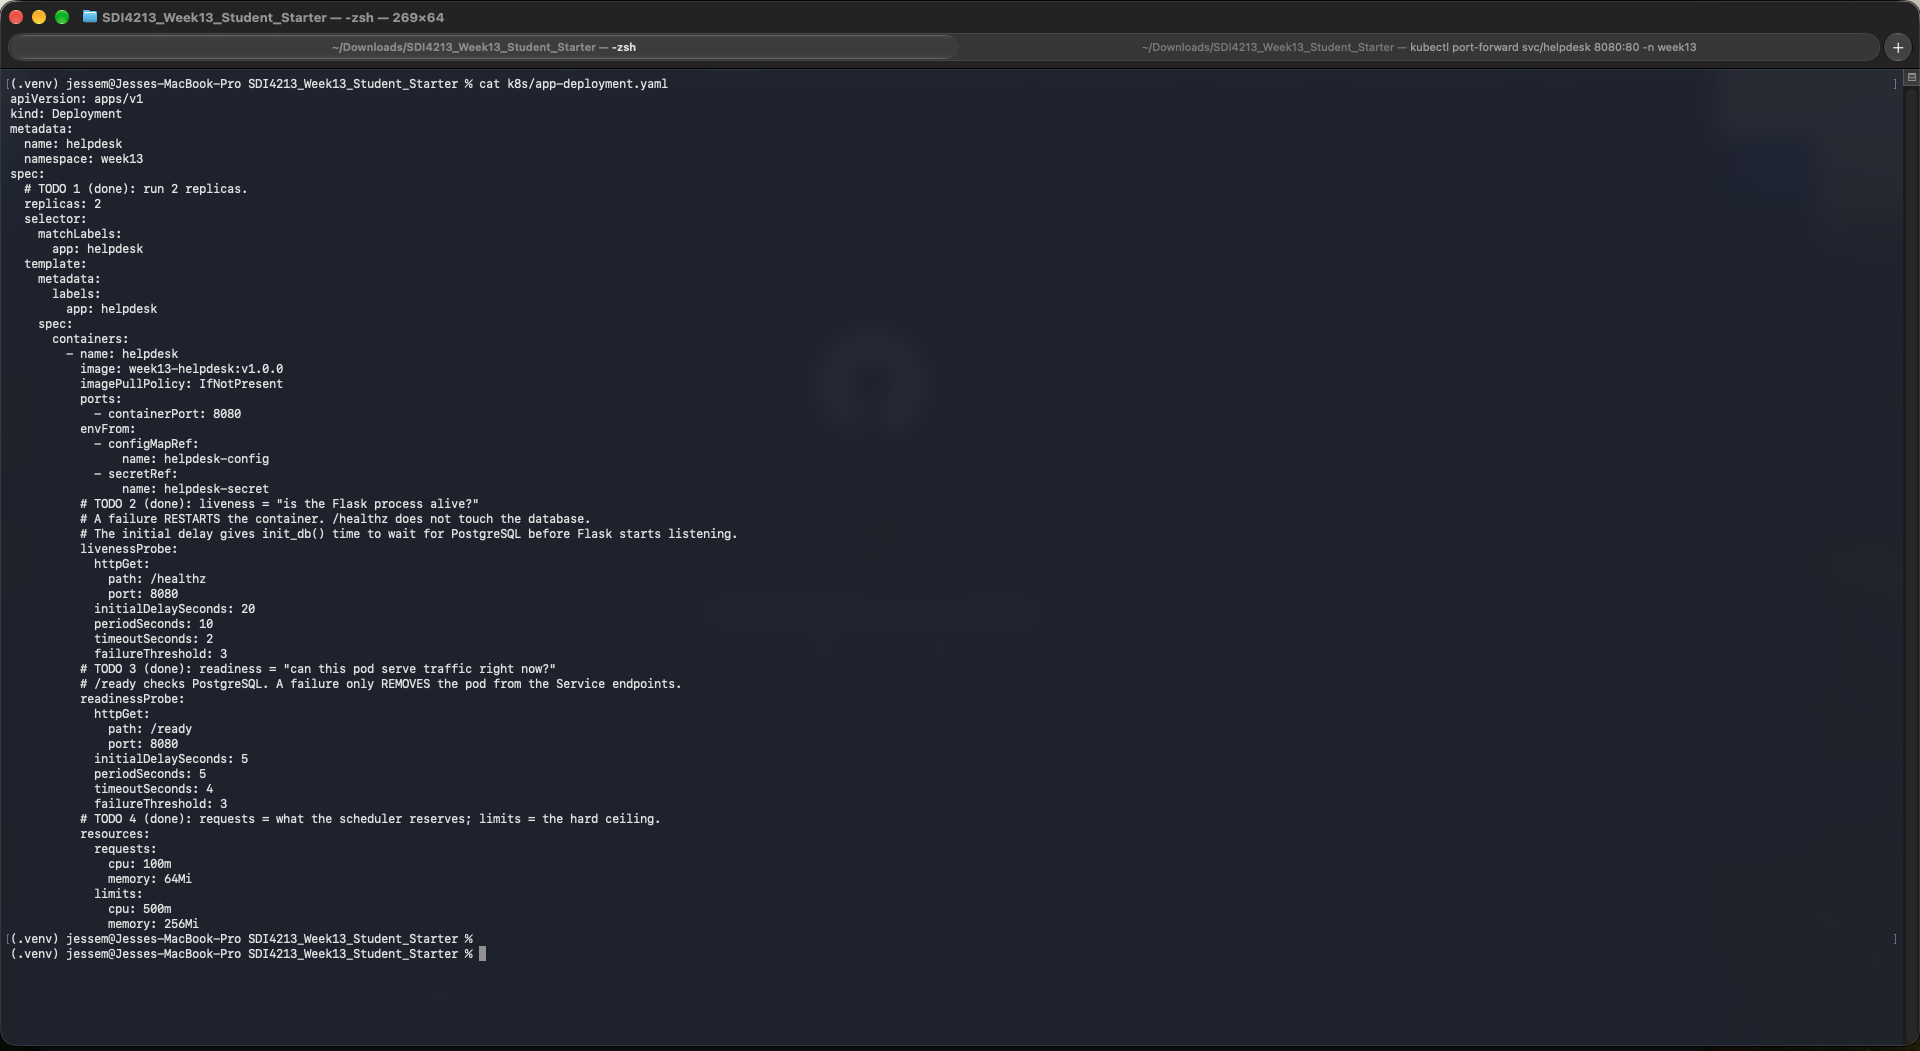 SDI4213_Week13_Student_Starter — -zsh — 269×64
~/Downloads/SDI4213_Week13_Student_Starter — -zsh
~/Downloads/SDI4213_Week13_Student_Starter — kubectl port-forward svc/helpdesk 8080:80 -n week13
+
[(.venv) jessem@Jesses-MacBook-Pro SDI4213_Week13_Student_Starter % cat k8s/app-deployment.yaml ]
apiVersion: apps/v1
kind: Deployment
metadata:
  name: helpdesk
  namespace: week13
spec:
  # TODO 1 (done): run 2 replicas.
  replicas: 2
  selector:
    matchLabels:
      app: helpdesk
  template:
    metadata:
      labels:
        app: helpdesk
    spec:
      containers:
        - name: helpdesk
          image: week13-helpdesk:v1.0.0
          imagePullPolicy: IfNotPresent
          ports:
            - containerPort: 8080
          envFrom:
            - configMapRef:
                name: helpdesk-config
            - secretRef:
                name: helpdesk-secret
          # TODO 2 (done): liveness = "is the Flask process alive?"
          # A failure RESTARTS the container. /healthz does not touch the database.
          # The initial delay gives init_db() time to wait for PostgreSQL before Flask starts listening.
          livenessProbe:
            httpGet:
              path: /healthz
              port: 8080
            initialDelaySeconds: 20
            periodSeconds: 10
            timeoutSeconds: 2
            failureThreshold: 3
          # TODO 3 (done): readiness = "can this pod serve traffic right now?"
          # /ready checks PostgreSQL. A failure only REMOVES the pod from the Service endpoints.
          readinessProbe:
            httpGet:
              path: /ready
              port: 8080
            initialDelaySeconds: 5
            periodSeconds: 5
            timeoutSeconds: 4
            failureThreshold: 3
          # TODO 4 (done): requests = what the scheduler reserves; limits = the hard ceiling.
          resources:
            requests:
              cpu: 100m
              memory: 64Mi
            limits:
              cpu: 500m
              memory: 256Mi
[(.venv) jessem@Jesses-MacBook-Pro SDI4213_Week13_Student_Starter % ]
(.venv) jessem@Jesses-MacBook-Pro SDI4213_Week13_Student_Starter %